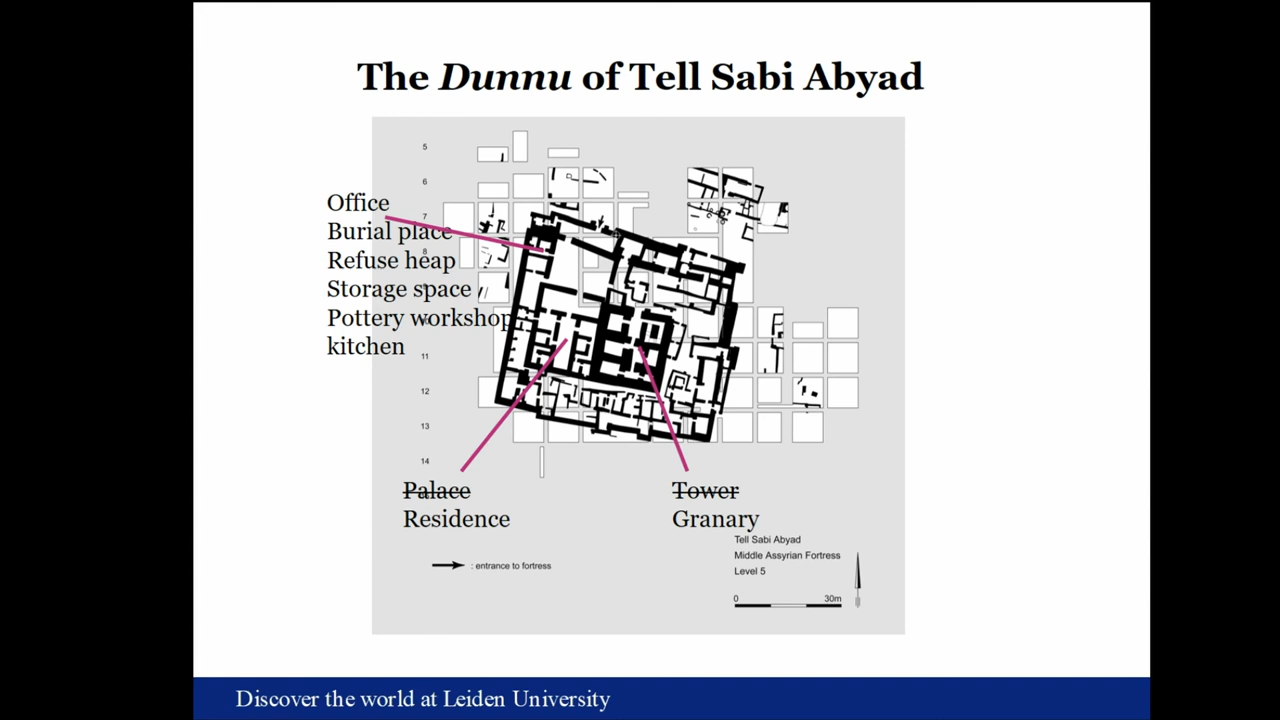 The Dunnu of Tell Sabi Abyad
5
6
Office
7
Burial place
8
Refuse heap
Storage space
Pottery workshop
kitchen
11
12
13
14
Palace
Residence
Tower
Granary
Tell Sabi Abyad
Middle Assyrian Fortress
Level 5
: entrance to fortress
0 30m
Discover the world at Leiden University